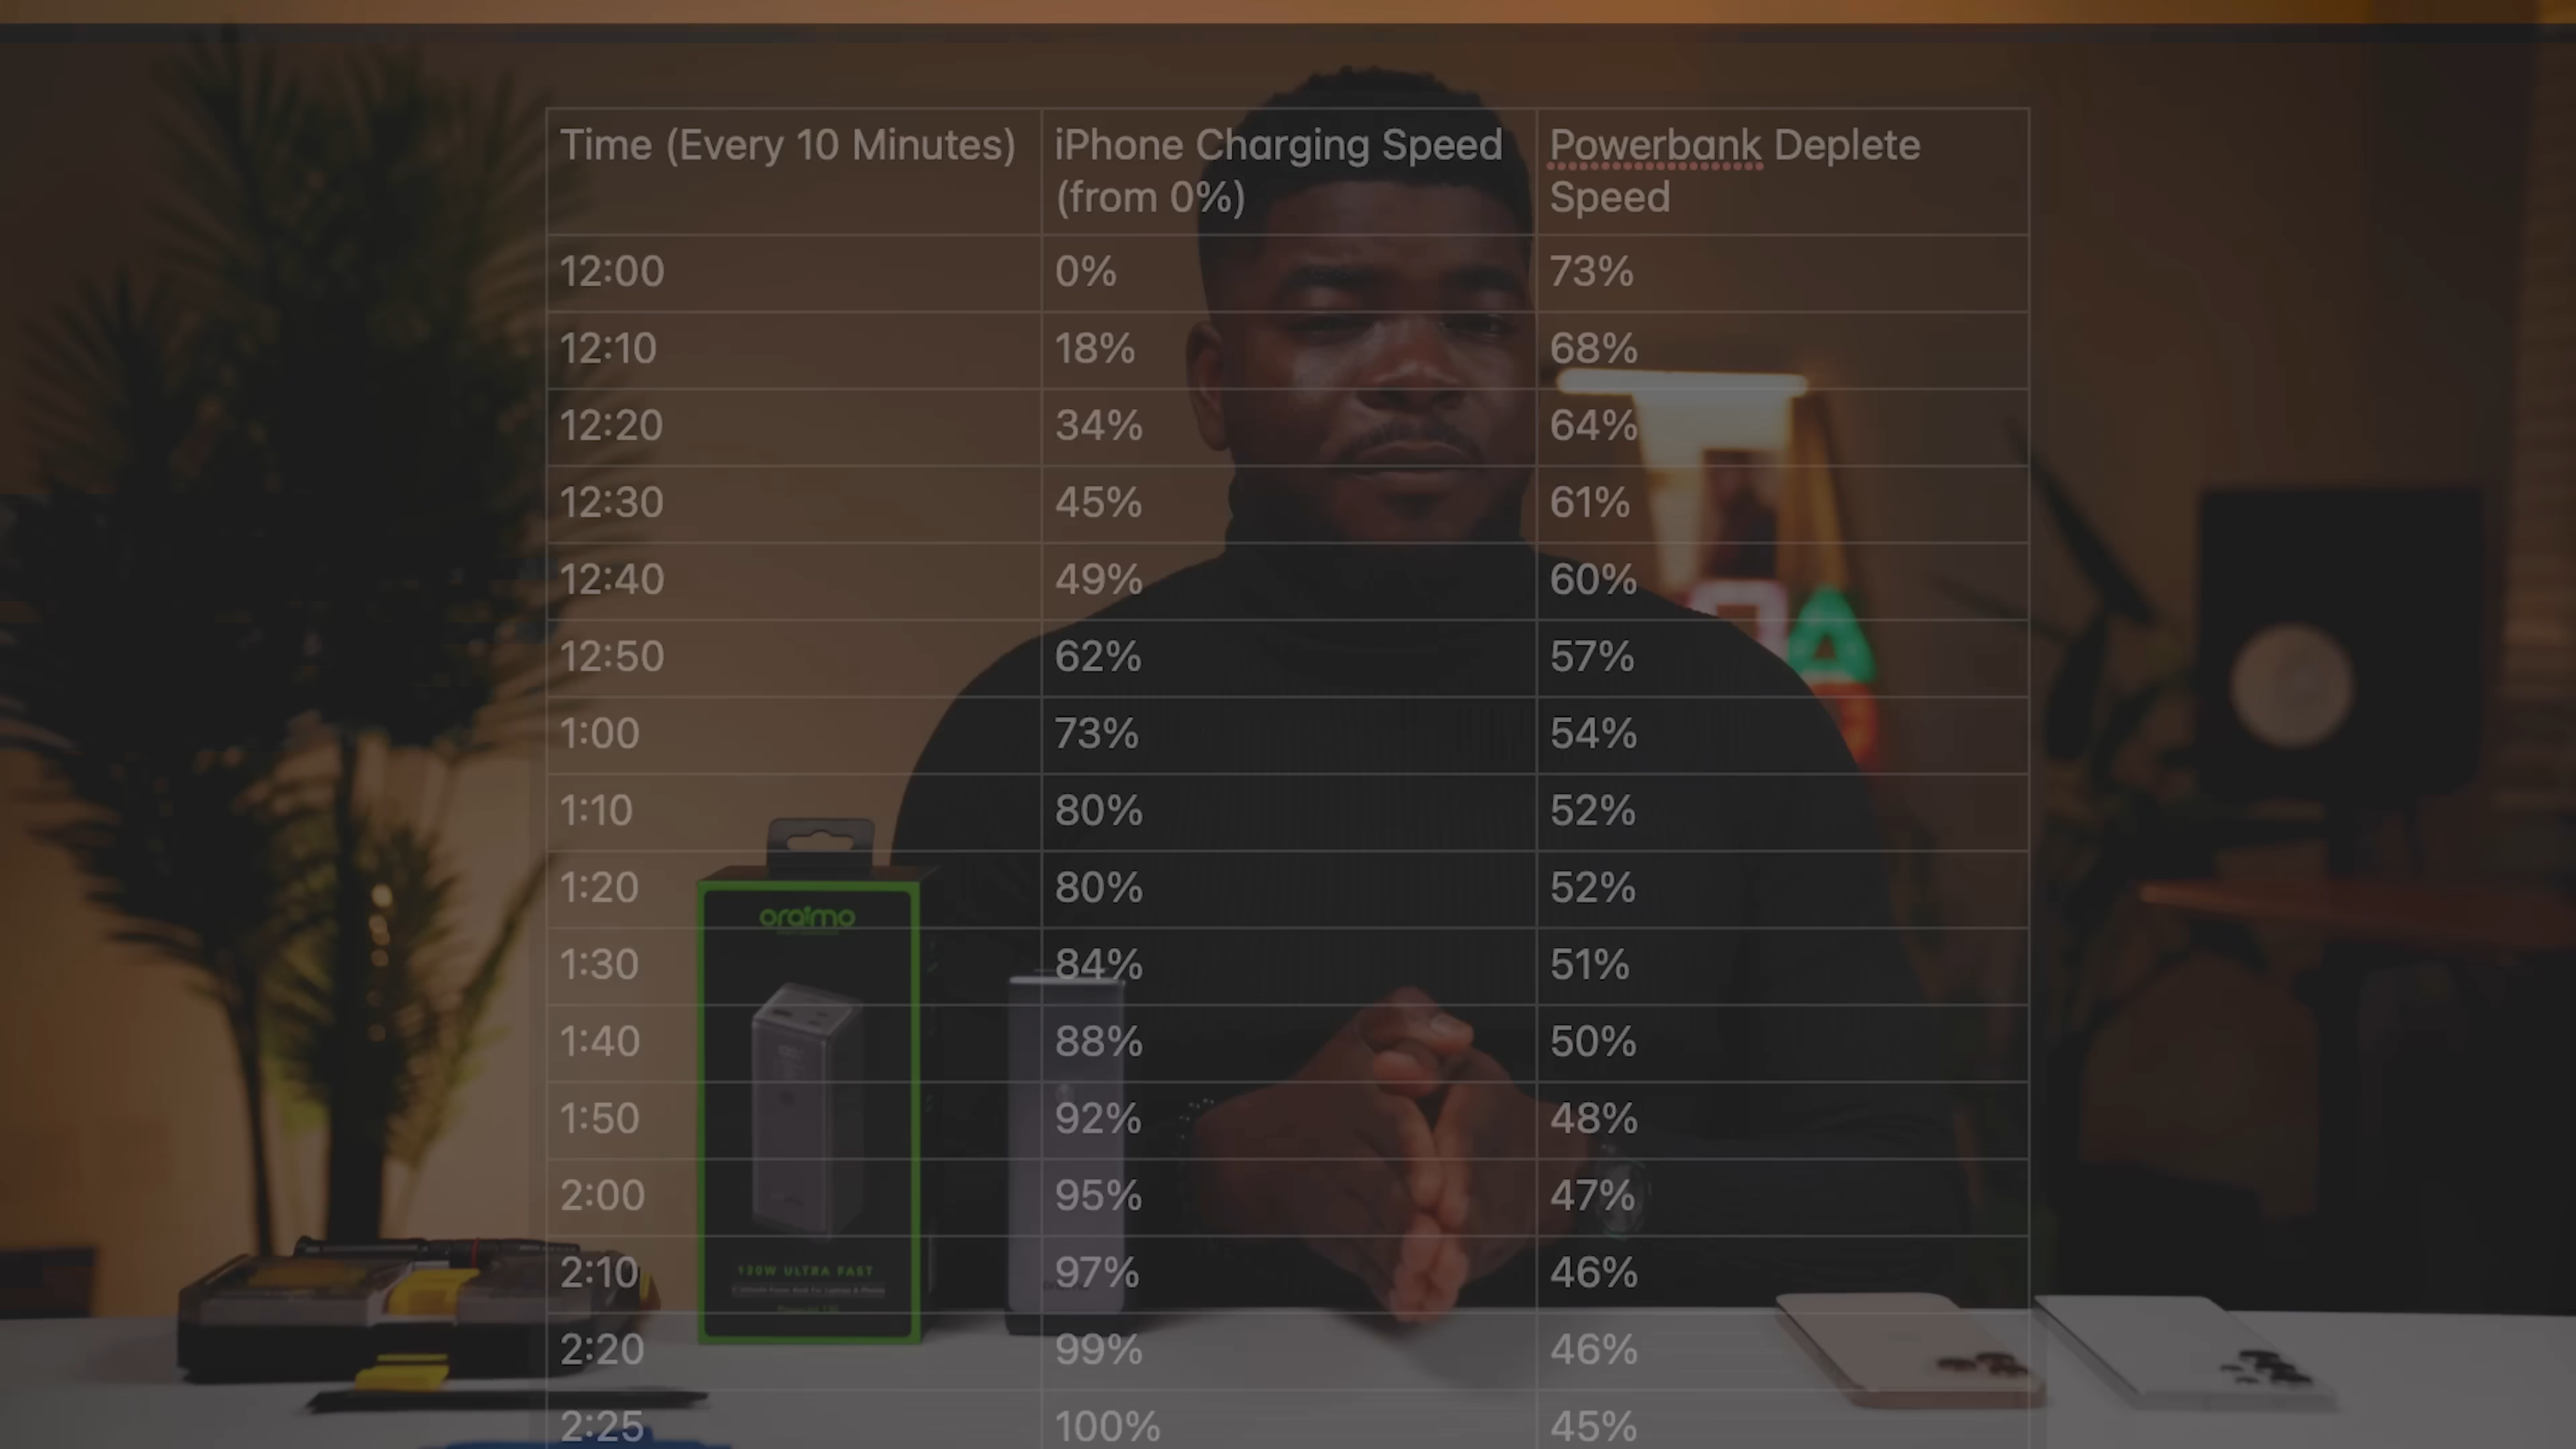 Time (Every 10 Minutes) iPhone Charging Speed Powerbank Deplete
(from 0%) Speed
12:00 0% 73%
12:10 18% 68%
12:20 34% 64%
12:30 45% 61%
12:40 49% 60%
12:50 62% 57%
1:00 73% 54%
1:10 80% 52%
1:20 80% 52%
1:30 84% 51%
1:40 88% 50%
1:50 92% 48%
2:00 95% 47%
2:10 97% 46%
2:20 99% 46%
2:25 100% 45%
oraimo
130W ULTRA FAST